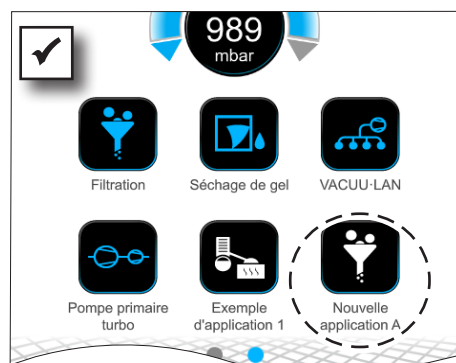 989
mbar
Filtration
Séchage de gel
VACUU·LAN
Pompe primaire
turbo
Exemple
d'application 1
Nouvelle
application A